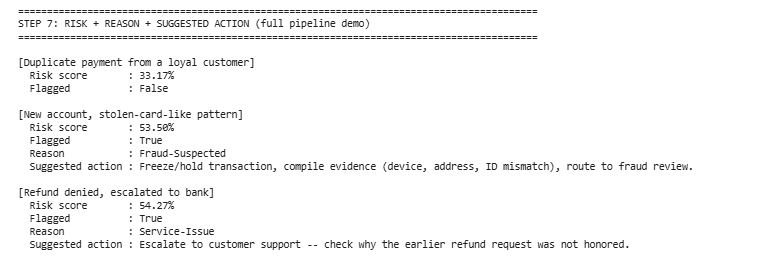 ==========================================================================================
STEP 7: RISK + REASON + SUGGESTED ACTION (full pipeline demo)
==========================================================================================
[Duplicate payment from a loyal customer]
Risk score : 33.17%
Flagged : False
[New account, stolen-card-like pattern]
Risk score : 53.50%
Flagged : True
Reason : Fraud-Suspected
Suggested action : Freeze/hold transaction, compile evidence (device, address, ID mismatch), route to fraud review.
[Refund denied, escalated to bank]
Risk score : 54.27%
Flagged : True
Reason : Service-Issue
Suggested action : Escalate to customer support -- check why the earlier refund request was not honored.